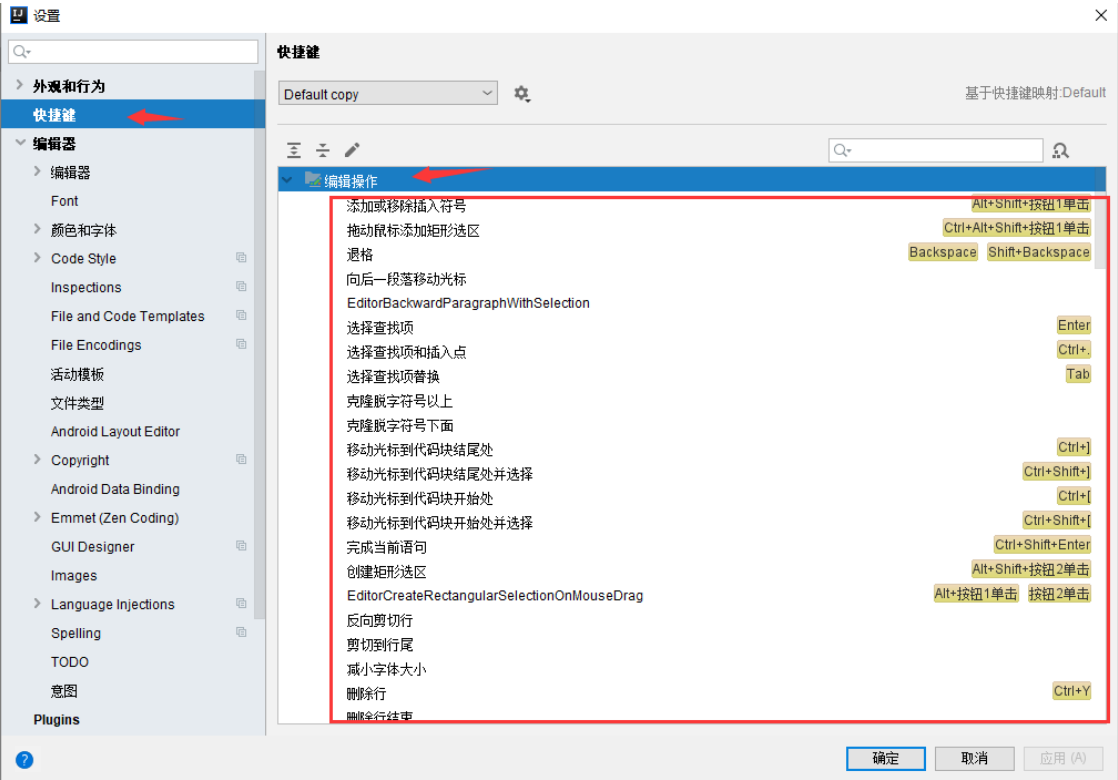 设置
外观和行为
快捷键
编辑器
编辑器
Font
颜色和字体
Code Style
Inspections
File and Code Templates
File Encodings
活动模板
文件类型
Android Layout Editor
Copyright
Android Data Binding
Emmet (Zen Coding)
GUI Designer
Images
Language Injections
Spelling
TODO
意图
Plugins
快捷键
Default copy
基于快捷键映射:Default
编辑操作
添加或移除插入符号 Alt+Shift+按钮1单击
拖动鼠标添加矩形选区 Ctrl+Alt+Shift+按钮1单击
退格 Backspace Shift+Backspace
向后一段落移动光标
EditorBackwardParagraphWithSelection
选择查找项 Enter
选择查找项和插入点 Ctrl+.
选择查找项替换 Tab
克隆脱字符号以上
克隆脱字符号下面
移动光标到代码块结尾处 Ctrl+]
移动光标到代码块结尾处并选择 Ctrl+Shift+]
移动光标到代码块开始处 Ctrl+[
移动光标到代码块开始处并选择 Ctrl+Shift+[
完成当前语句 Ctrl+Shift+Enter
创建矩形选区 Alt+Shift+按钮2单击
EditorCreateRectangularSelectionOnMouseDrag Alt+按钮1单击 按钮2单击
反向剪切行
剪切到行尾
减小字体大小
删除行 Ctrl+Y
删除行结束
确定 取消 应用 (A)